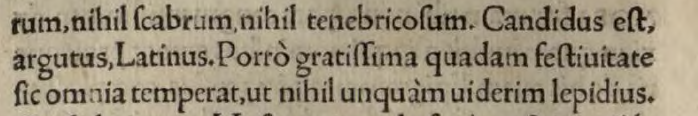 rum,nihil ſcabrum,nihil tenebricoſum. Candidus eſt,
argutus,Latinus.Porrò gratiſſima quadam feſtiuitate
ſic omnia temperat,ut nihil unquàm uiderim lepidius.